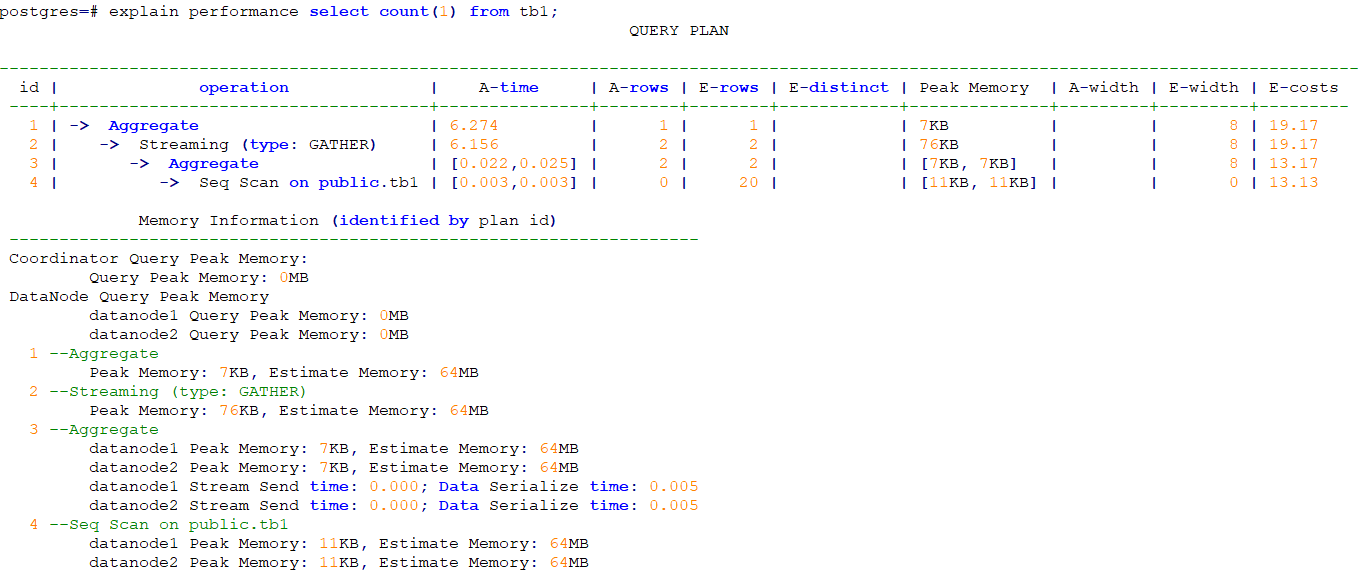 postgres=# explain performance select count(1) from tb1;
QUERY PLAN
--------------------------------------------------------------------------------------------------------------------------------------
id | operation | A-time | A-rows | E-rows | E-distinct | Peak Memory | A-width | E-width | E-costs
----+-------------------------------------+---------------+--------+--------+------------+--------------+---------+---------+---------
1 | -> Aggregate | 6.274 | 1 | 1 | | 7KB | | 8 | 19.17
2 | -> Streaming (type: GATHER) | 6.156 | 2 | 2 | | 76KB | | 8 | 19.17
3 | -> Aggregate | [0.022,0.025] | 2 | 2 | | [7KB, 7KB] | | 8 | 13.17
4 | -> Seq Scan on public.tb1 | [0.003,0.003] | 0 | 20 | | [11KB, 11KB] | | 0 | 13.13
Memory Information (identified by plan id)
---------------------------------------------------------------------
Coordinator Query Peak Memory:
Query Peak Memory: 0MB
DataNode Query Peak Memory
datanode1 Query Peak Memory: 0MB
datanode2 Query Peak Memory: 0MB
1 --Aggregate
Peak Memory: 7KB, Estimate Memory: 64MB
2 --Streaming (type: GATHER)
Peak Memory: 76KB, Estimate Memory: 64MB
3 --Aggregate
datanode1 Peak Memory: 7KB, Estimate Memory: 64MB
datanode2 Peak Memory: 7KB, Estimate Memory: 64MB
datanode1 Stream Send time: 0.000; Data Serialize time: 0.005
datanode2 Stream Send time: 0.000; Data Serialize time: 0.005
4 --Seq Scan on public.tb1
datanode1 Peak Memory: 11KB, Estimate Memory: 64MB
datanode2 Peak Memory: 11KB, Estimate Memory: 64MB